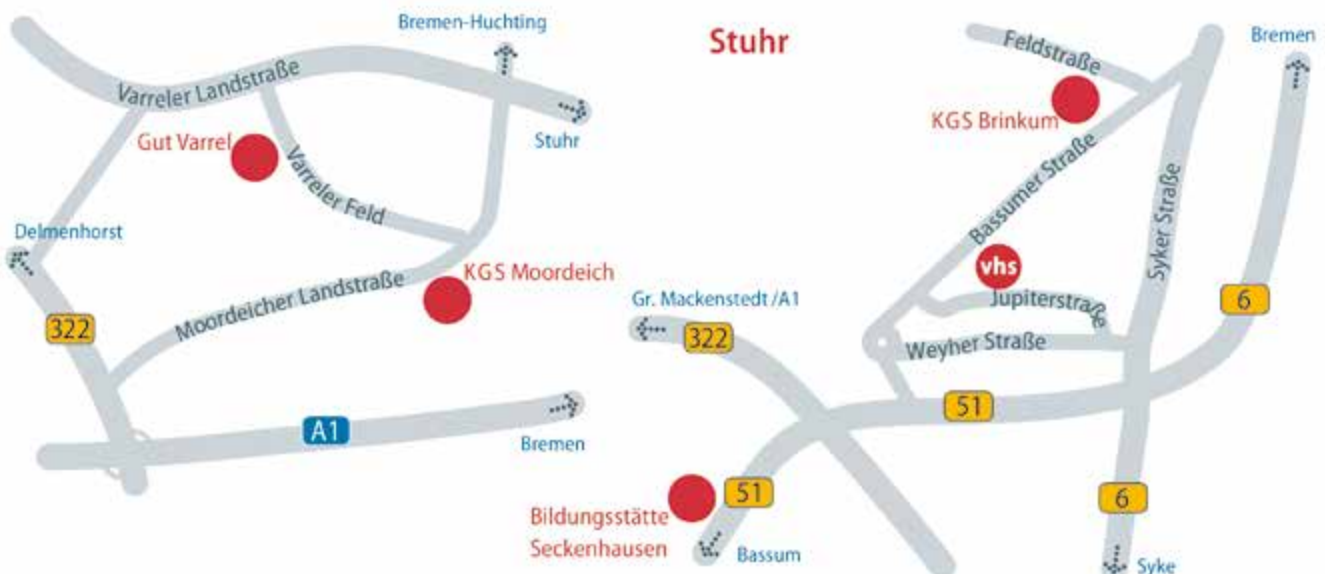 Stuhr
Bremen-Huchting
Varreler Landstraße
Stuhr
Gut Varrel
Varreler Feld
Delmenhorst
KGS Moordeich
Moordeicher Landstraße
322
A1
Bremen
Feldstraße
Bremen
KGS Brinkum
Bassumer Straße
Syker Straße
vhs
Jupiterstraße
Gr. Mackenstedt /A1
6
322
Weyher Straße
51
51
6
Bildungsstätte
Seckenhausen
Bassum
Syke